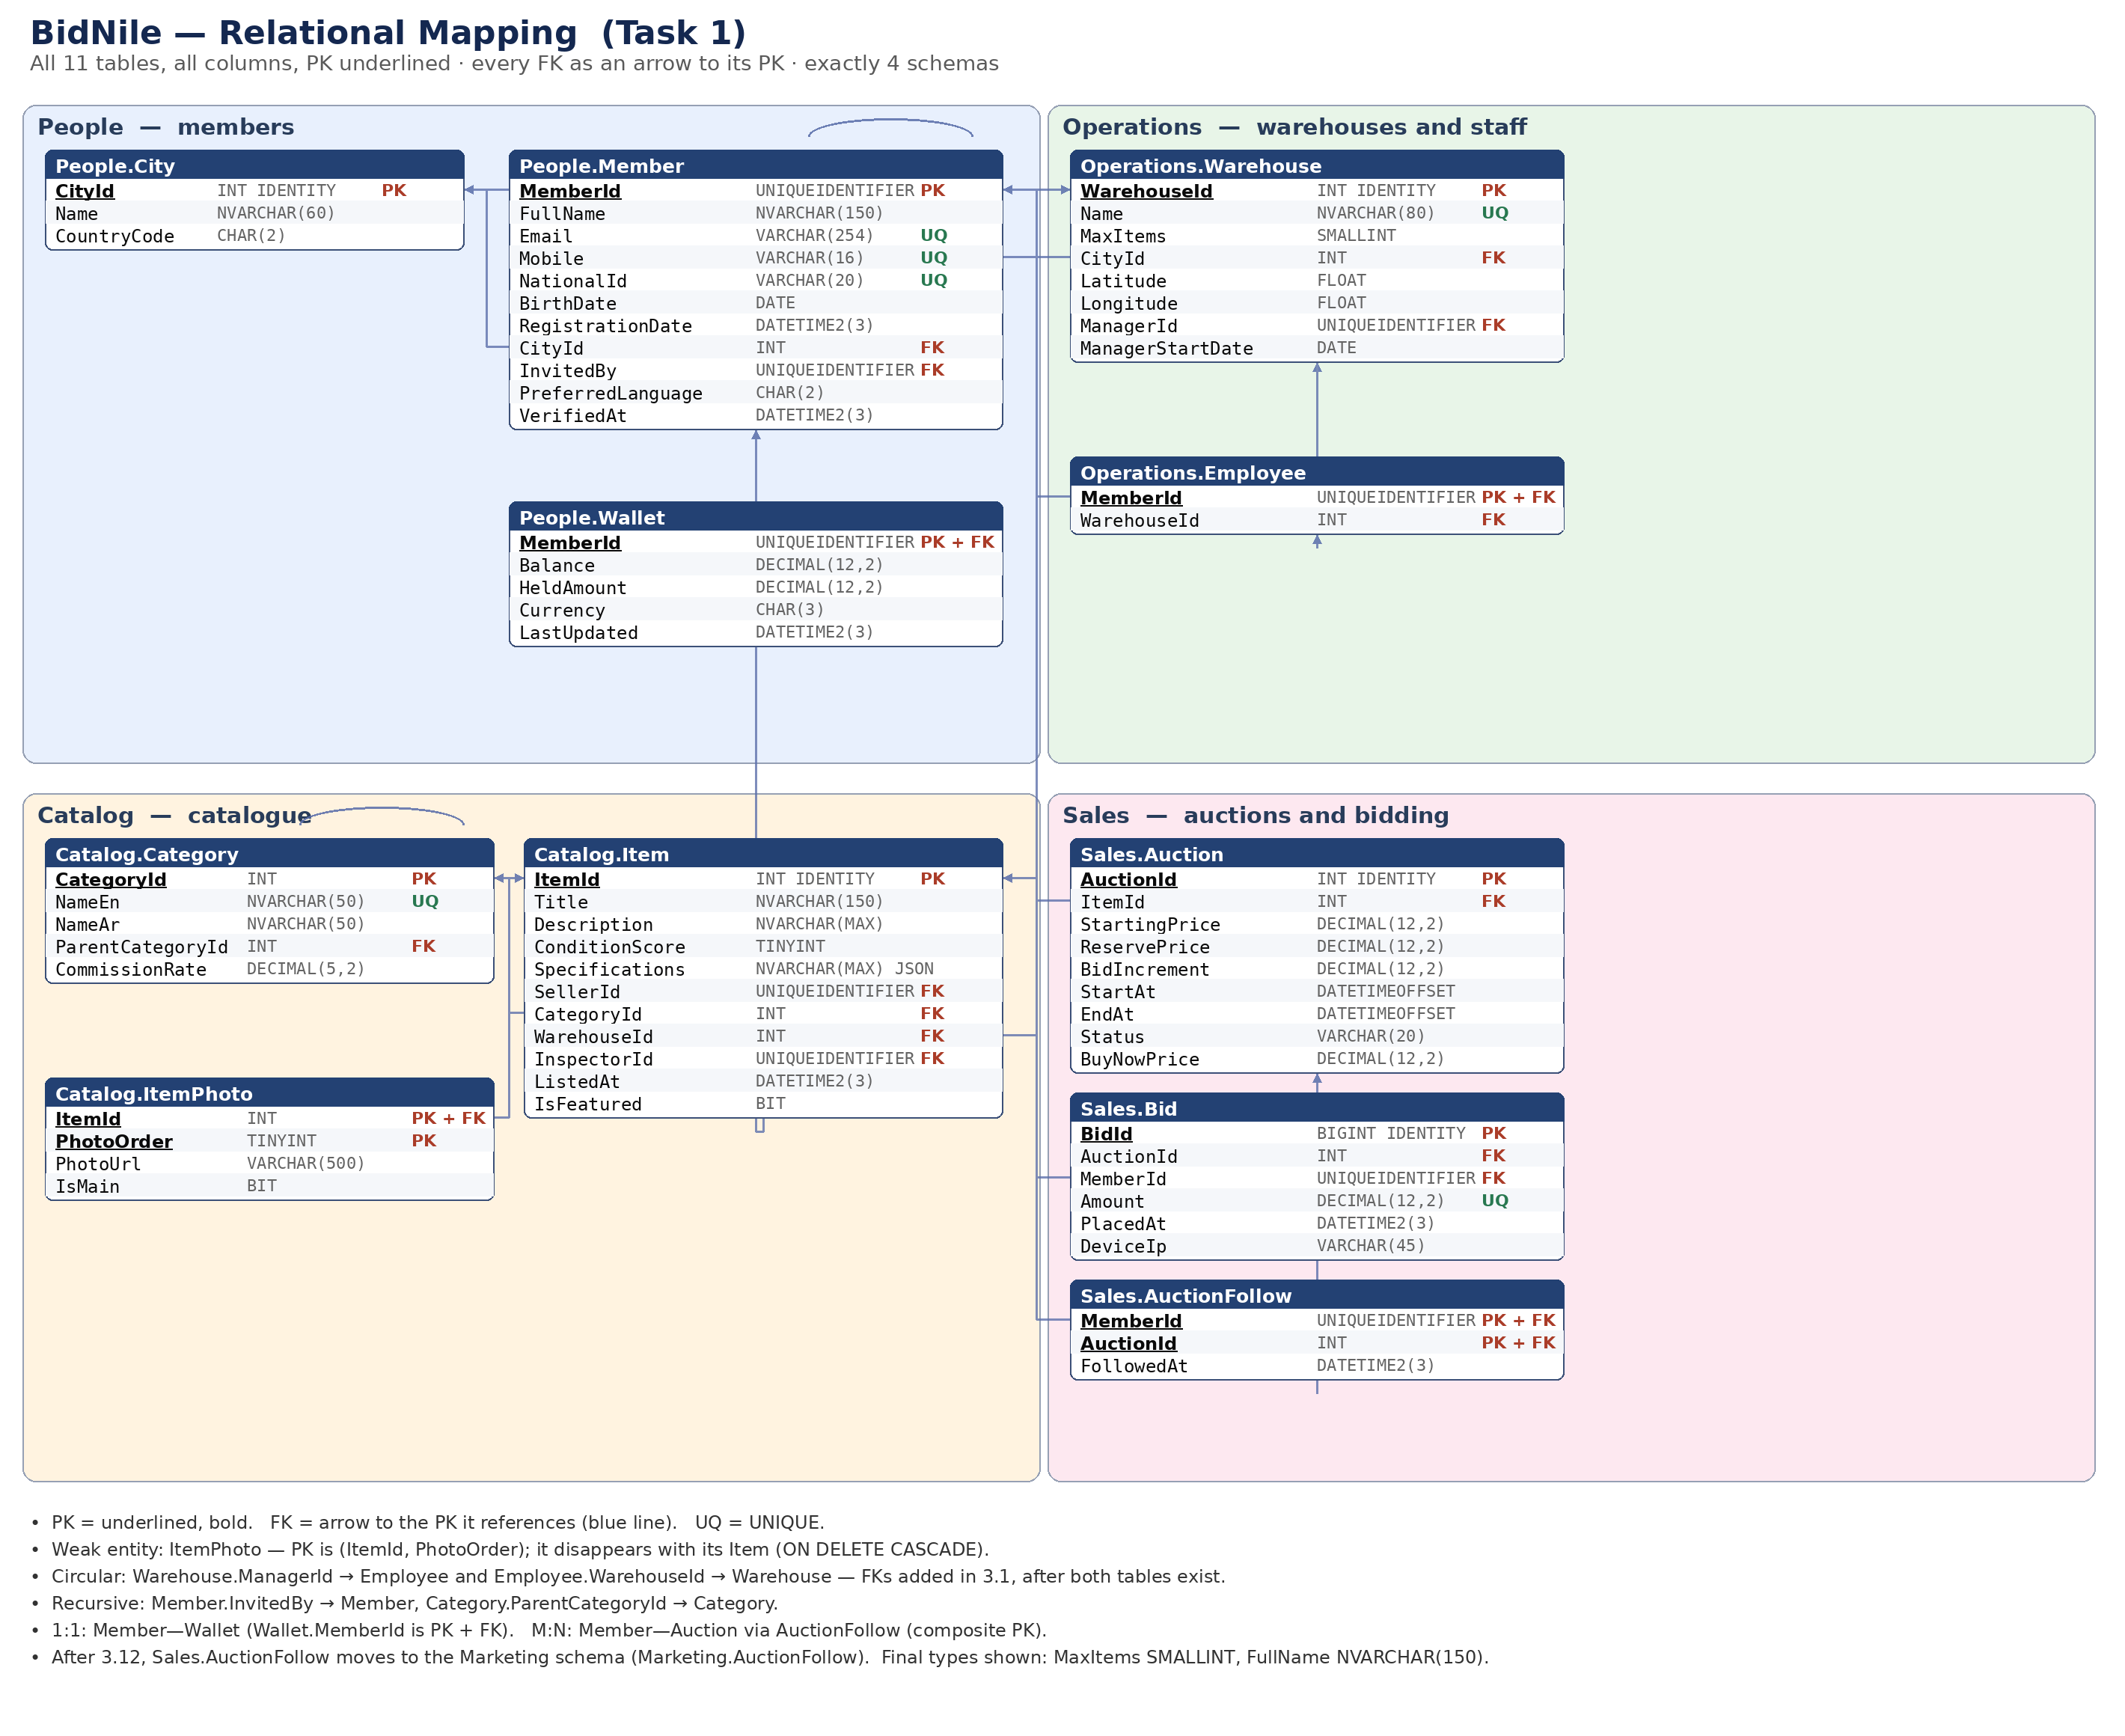 BidNile — Relational Mapping (Task 1)
All 11 tables, all columns, PK underlined · every FK as an arrow to its PK · exactly 4 schemas
People — members
People.City
CityId INT IDENTITY PK
Name NVARCHAR(60)
CountryCode CHAR(2)
People.Member
MemberId UNIQUEIDENTIFIER PK
FullName NVARCHAR(150)
Email VARCHAR(254) UQ
Mobile VARCHAR(16) UQ
NationalId VARCHAR(20) UQ
BirthDate DATE
RegistrationDate DATETIME2(3)
CityId INT FK
InvitedBy UNIQUEIDENTIFIER FK
PreferredLanguage CHAR(2)
VerifiedAt DATETIME2(3)
People.Wallet
MemberId UNIQUEIDENTIFIER PK + FK
Balance DECIMAL(12,2)
HeldAmount DECIMAL(12,2)
Currency CHAR(3)
LastUpdated DATETIME2(3)
Operations — warehouses and staff
Operations.Warehouse
WarehouseId INT IDENTITY PK
Name NVARCHAR(80) UQ
MaxItems SMALLINT
CityId INT FK
Latitude FLOAT
Longitude FLOAT
ManagerId UNIQUEIDENTIFIER FK
ManagerStartDate DATE
Operations.Employee
MemberId UNIQUEIDENTIFIER PK + FK
WarehouseId INT FK
Catalog — catalogue
Catalog.Category
CategoryId INT PK
NameEn NVARCHAR(50) UQ
NameAr NVARCHAR(50)
ParentCategoryId INT FK
CommissionRate DECIMAL(5,2)
Catalog.ItemPhoto
ItemId INT PK + FK
PhotoOrder TINYINT PK
PhotoUrl VARCHAR(500)
IsMain BIT
Catalog.Item
ItemId INT IDENTITY PK
Title NVARCHAR(150)
Description NVARCHAR(MAX)
ConditionScore TINYINT
Specifications NVARCHAR(MAX) JSON
SellerId UNIQUEIDENTIFIER FK
CategoryId INT FK
WarehouseId INT FK
InspectorId UNIQUEIDENTIFIER FK
ListedAt DATETIME2(3)
IsFeatured BIT
Sales — auctions and bidding
Sales.Auction
AuctionId INT IDENTITY PK
ItemId INT FK
StartingPrice DECIMAL(12,2)
ReservePrice DECIMAL(12,2)
BidIncrement DECIMAL(12,2)
StartAt DATETIMEOFFSET
EndAt DATETIMEOFFSET
Status VARCHAR(20)
BuyNowPrice DECIMAL(12,2)
Sales.Bid
BidId BIGINT IDENTITY PK
AuctionId INT FK
MemberId UNIQUEIDENTIFIER FK
Amount DECIMAL(12,2) UQ
PlacedAt DATETIME2(3)
DeviceIp VARCHAR(45)
Sales.AuctionFollow
MemberId UNIQUEIDENTIFIER PK + FK
AuctionId INT PK + FK
FollowedAt DATETIME2(3)
• PK = underlined, bold. FK = arrow to the PK it references (blue line). UQ = UNIQUE.
• Weak entity: ItemPhoto — PK is (ItemId, PhotoOrder); it disappears with its Item (ON DELETE CASCADE).
• Circular: Warehouse.ManagerId → Employee and Employee.WarehouseId → Warehouse — FKs added in 3.1, after both tables exist.
• Recursive: Member.InvitedBy → Member, Category.ParentCategoryId → Category.
• 1:1: Member—Wallet (Wallet.MemberId is PK + FK). M:N: Member—Auction via AuctionFollow (composite PK).
• After 3.12, Sales.AuctionFollow moves to the Marketing schema (Marketing.AuctionFollow). Final types shown: MaxItems SMALLINT, FullName NVARCHAR(150).